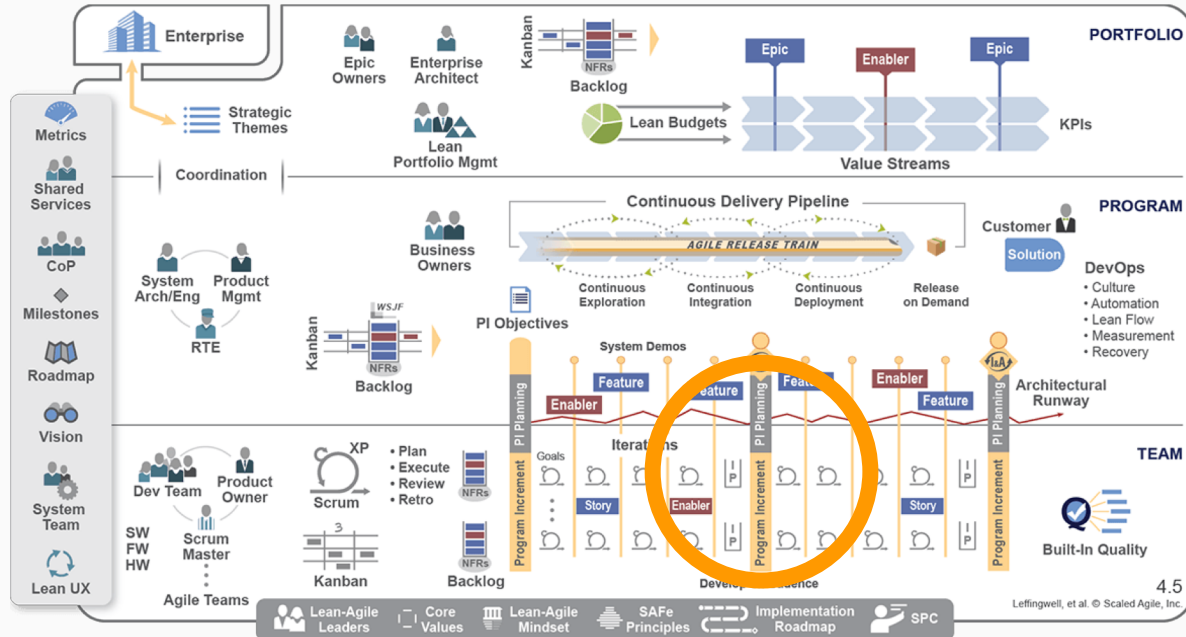 Enterprise
Strategic
Themes
Epic
Owners
Enterprise
Architect
Lean
Portfolio Mgmt
Kanban
NFRs
Backlog
Lean Budgets
Epic
Enabler
Epic
KPIs
Value Streams
PORTFOLIO
Metrics
Shared
Services
CoP
Milestones
Roadmap
Vision
System
Team
Lean UX
Coordination
System
Arch/Eng
Product
Mgmt
RTE
Business
Owners
Kanban
WSJF
NFRs
Backlog
Continuous Delivery Pipeline
AGILE RELEASE TRAIN
Continuous
Exploration
Continuous
Integration
Continuous
Deployment
Release
on Demand
Customer
Solution
PROGRAM
DevOps
• Culture
• Automation
• Lean Flow
• Measurement
• Recovery
PI Objectives
System Demos
Enabler
Feature
Feature
Feature
Enabler
Feature
I&A
Architectural
Runway
PI Planning
PI Planning
PI Planning
Program Increment
Program Increment
Program Increment
TEAM
Dev Team
Product
Owner
Scrum
Master
SW
FW
HW
Agile Teams
XP
Scrum
• Plan
• Execute
• Review
• Retro
3
Kanban
NFRs
NFRs
Backlog
Iterations
Goals
Story
Enabler
Story
I P
I P
I P
I P
Built-In Quality
4.5
Leffingwell, et al. © Scaled Agile, Inc.
Lean-Agile
Leaders
Core
Values
Lean-Agile
Mindset
SAFe
Principles
Implementation
Roadmap
SPC